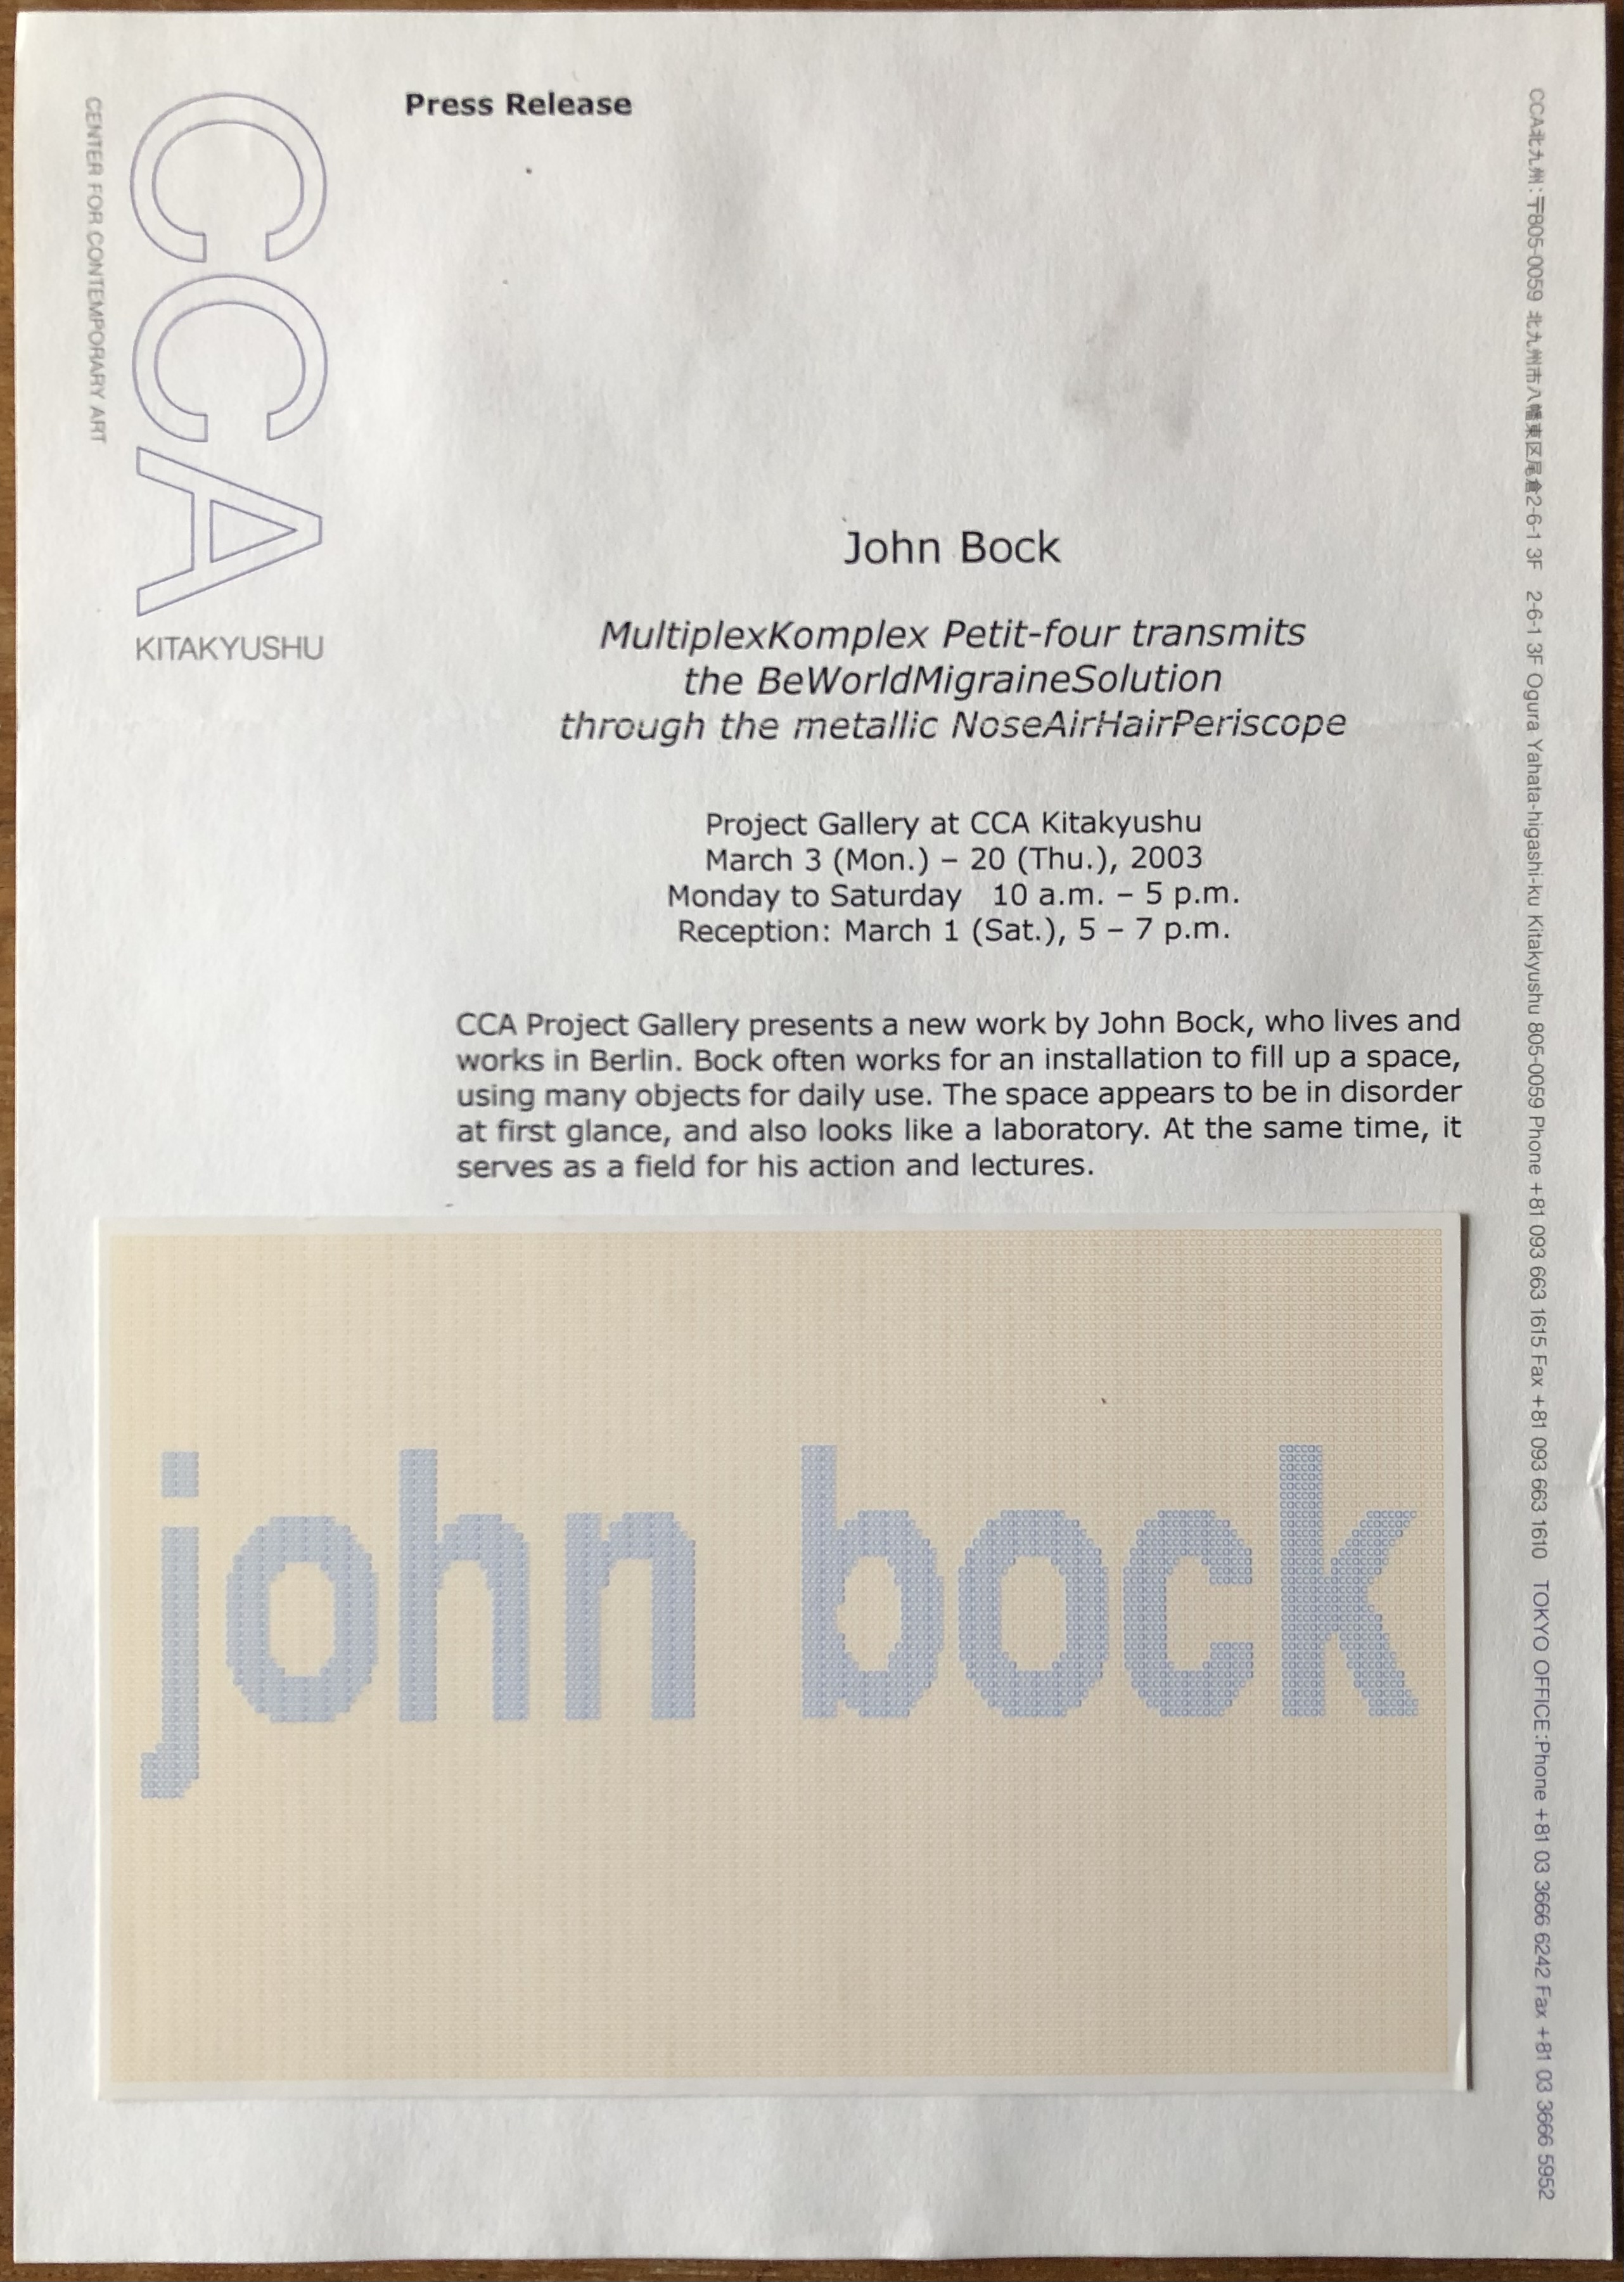 Press Release
CCA
CENTER FOR CONTEMPORARY ART
KITAKYUSHU
John Bock
MultiplexKomplex Petit-four transmits
the BeWorldMigraineSolution
through the metallic NoseAirHairPeriscope
Project Gallery at CCA Kitakyushu
March 3 (Mon.) – 20 (Thu.), 2003
Monday to Saturday 10 a.m. – 5 p.m.
Reception: March 1 (Sat.), 5 – 7 p.m.
CCA Project Gallery presents a new work by John Bock, who lives and
works in Berlin. Bock often works for an installation to fill up a space,
using many objects for daily use. The space appears to be in disorder
at first glance, and also looks like a laboratory. At the same time, it
serves as a field for his action and lectures.
john bock
CCA北九州:〒805-0059 北九州市八幡東区尾倉2-6-1 3F 2-6-1 3F Ogura Yahata-higashi-ku Kitakyushu 805-0059 Phone +81 093 663 1615 Fax +81 093 663 1610 TOKYO OFFICE:Phone +81 03 3666 6242 Fax +81 03 3666 5952